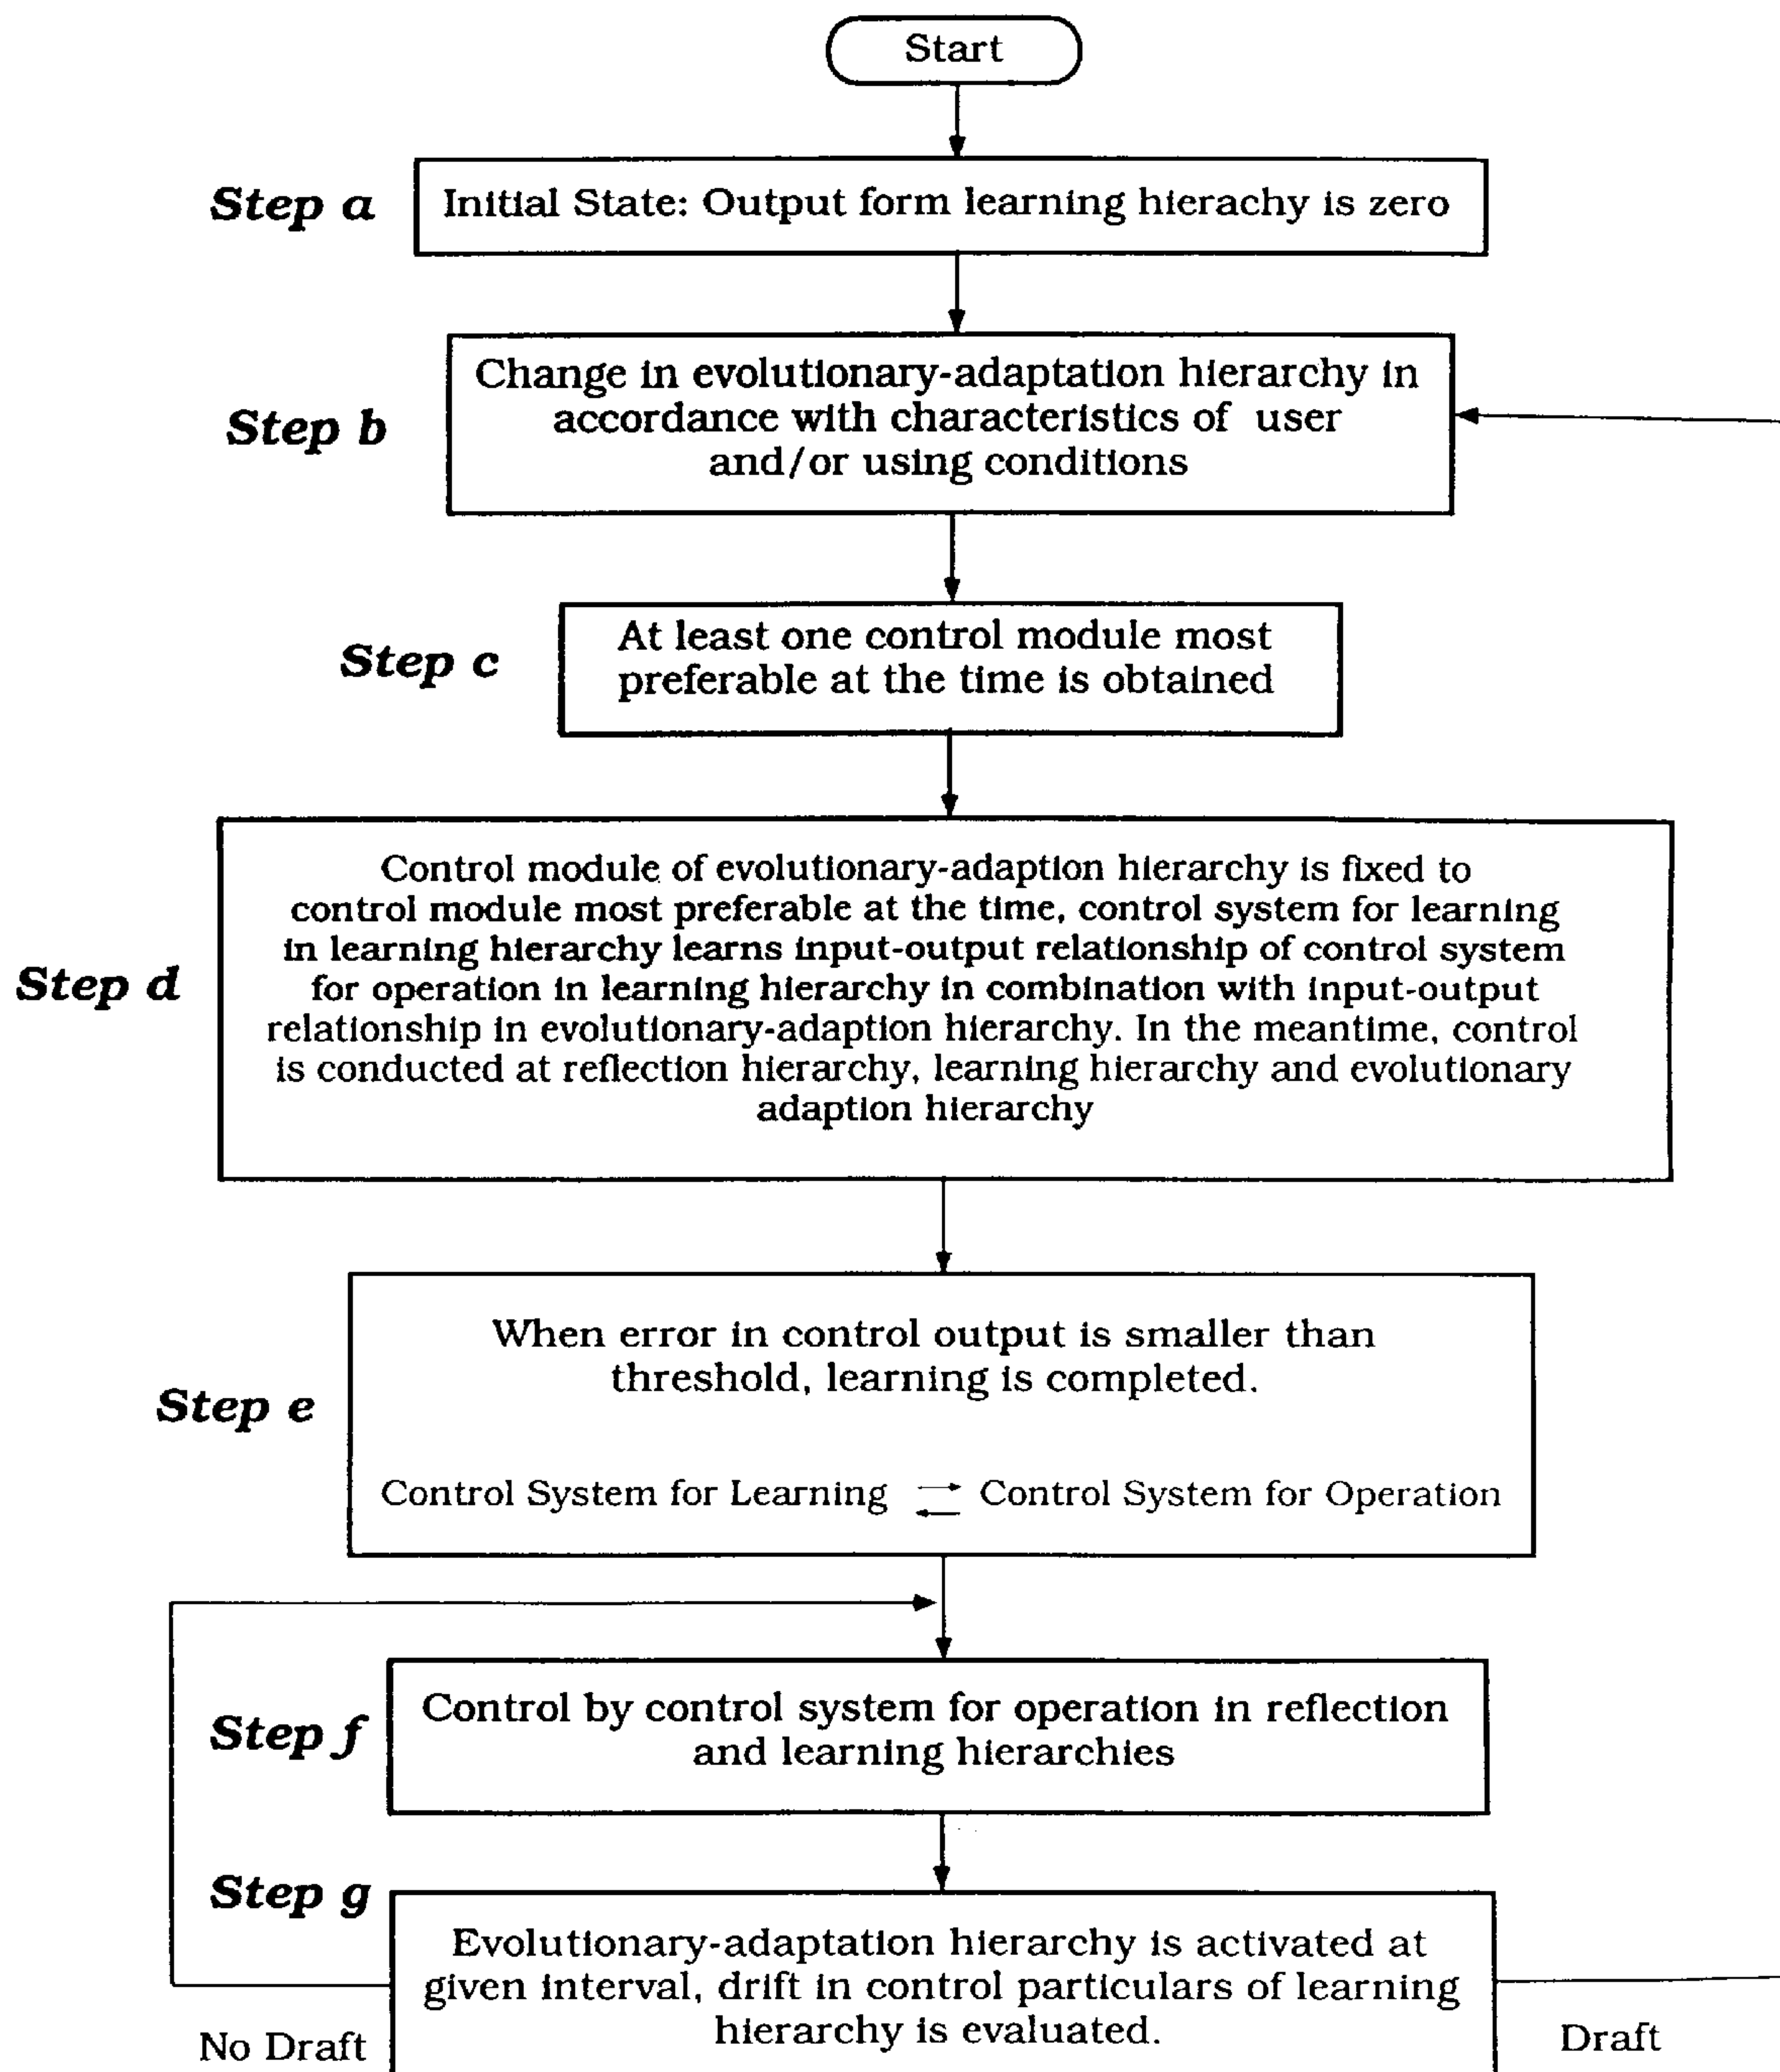 Start
Step a
Initial State: Output form learning hierachy is zero
Step b
Change in evolutionary-adaptation hierarchy in
accordance with characteristics of user
and/or using conditions
Step c
At least one control module most
preferable at the time is obtained
Step d
Control module of evolutionary-adaption hierarchy is fixed to
control module most preferable at the time, control system for learning
in learning hierarchy learns input-output relationship of control system
for operation in learning hierarchy in combination with input-output
relationship in evolutionary-adaption hierarchy. In the meantime, control
is conducted at reflection hierarchy, learning hierarchy and evolutionary
adaption hierarchy
Step e
When error in control output is smaller than
threshold, learning is completed.
Control System for Learning ⇄ Control System for Operation
Step f
Control by control system for operation in reflection
and learning hierarchies
Step g
Evolutionary-adaptation hierarchy is activated at
given interval, drift in control particulars of learning
hierarchy is evaluated.
No Draft
Draft